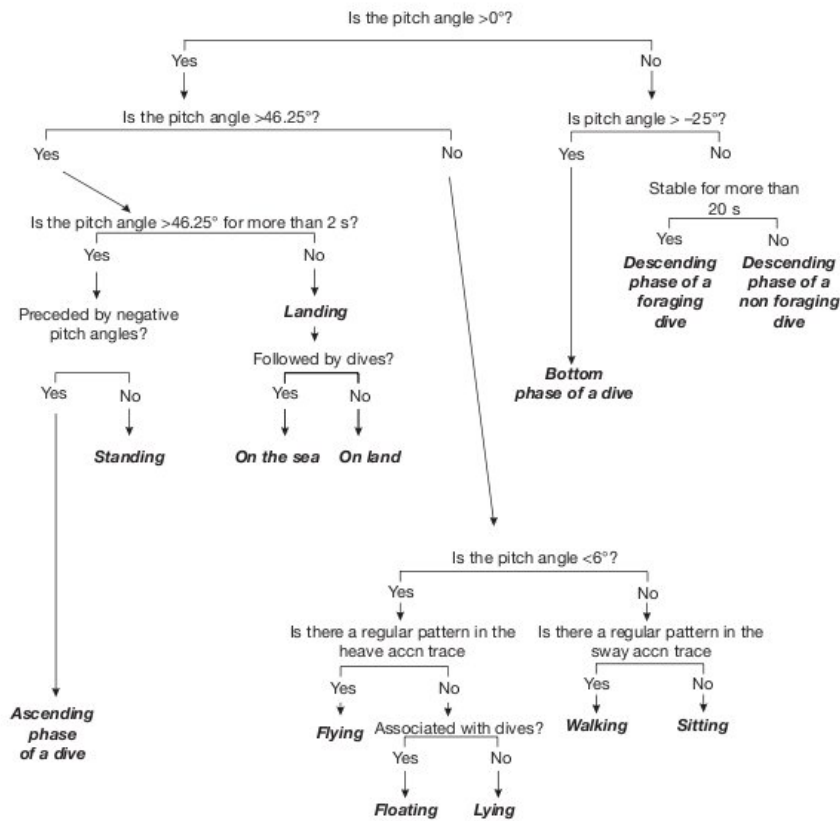 Is the pitch angle >0°?
Yes
No
Is the pitch angle >46.25°?
Is pitch angle > –25°?
Yes
No
Yes
No
Stable for more than
20 s
Is the pitch angle >46.25° for more than 2 s?
Yes
No
Yes
No
Descending
phase of a
foraging
dive
Descending
phase of a
non foraging
dive
Preceded by negative
pitch angles?
Landing
Followed by dives?
Bottom
phase of a dive
Yes
No
Yes
No
Standing
On the sea
On land
Is the pitch angle <6°?
Yes
No
Is there a regular pattern in the
heave accn trace
Is there a regular pattern in the
sway accn trace
Yes
No
Yes
No
Ascending
phase
of a dive
Flying
Associated with dives?
Walking
Sitting
Yes
No
Floating
Lying